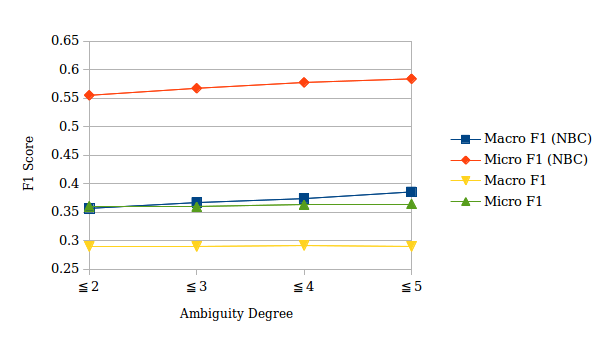 0.65
0.6
0.55
0.5
0.45
0.4
0.35
0.3
0.25
≦2 ≦3 ≦4 ≦5
F1 Score
Ambiguity Degree
Macro F1 (NBC)
Micro F1 (NBC)
Macro F1
Micro F1